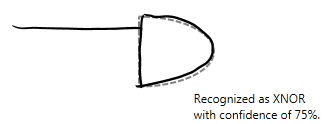 Recognized as XNOR
with confidence of 75%.